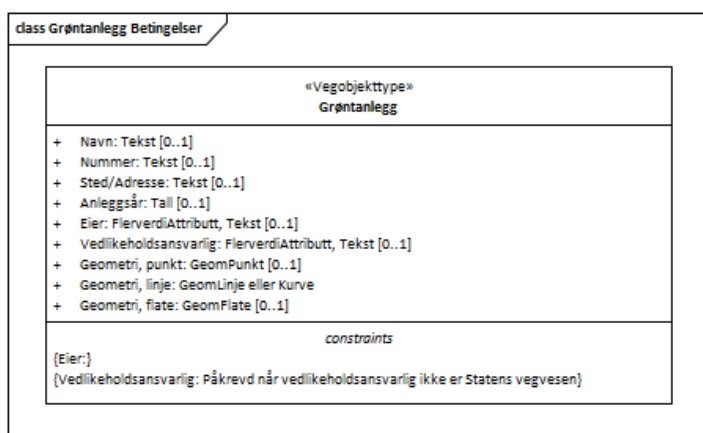 class Grøntanlegg Betingelser
«Vegobjekttype»
Grøntanlegg
+ Navn: Tekst [0..1]
+ Nummer: Tekst [0..1]
+ Sted/Adresse: Tekst [0..1]
+ Anleggsår: Tall [0..1]
+ Eier: FlerverdiAttributt, Tekst [0..1]
+ Vedlikeholdsansvarlig: FlerverdiAttributt, Tekst [0..1]
+ Geometri, punkt: GeomPunkt [0..1]
+ Geometri, linje: GeomLinje eller Kurve
+ Geometri, flate: GeomFlate [0..1]
constraints
{Eier:}
{Vedlikeholdsansvarlig: Påkrevd når vedlikeholdsansvarlig ikke er Statens vegvesen}